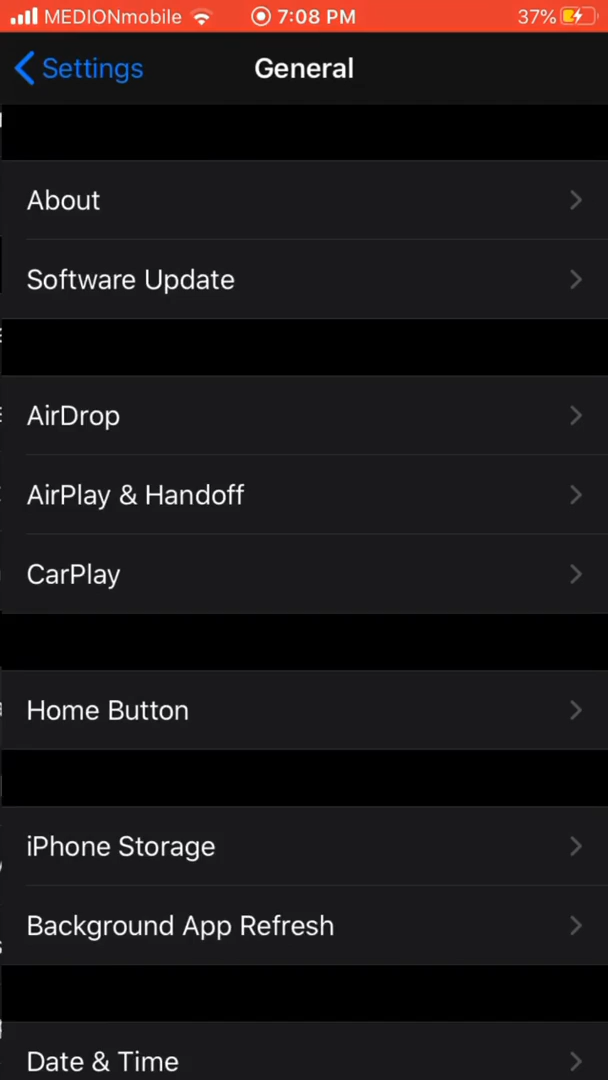 MEDIONmobile 7:08 PM 37%
Settings General
About
Software Update
AirDrop
AirPlay & Handoff
CarPlay
Home Button
iPhone Storage
Background App Refresh
Date & Time